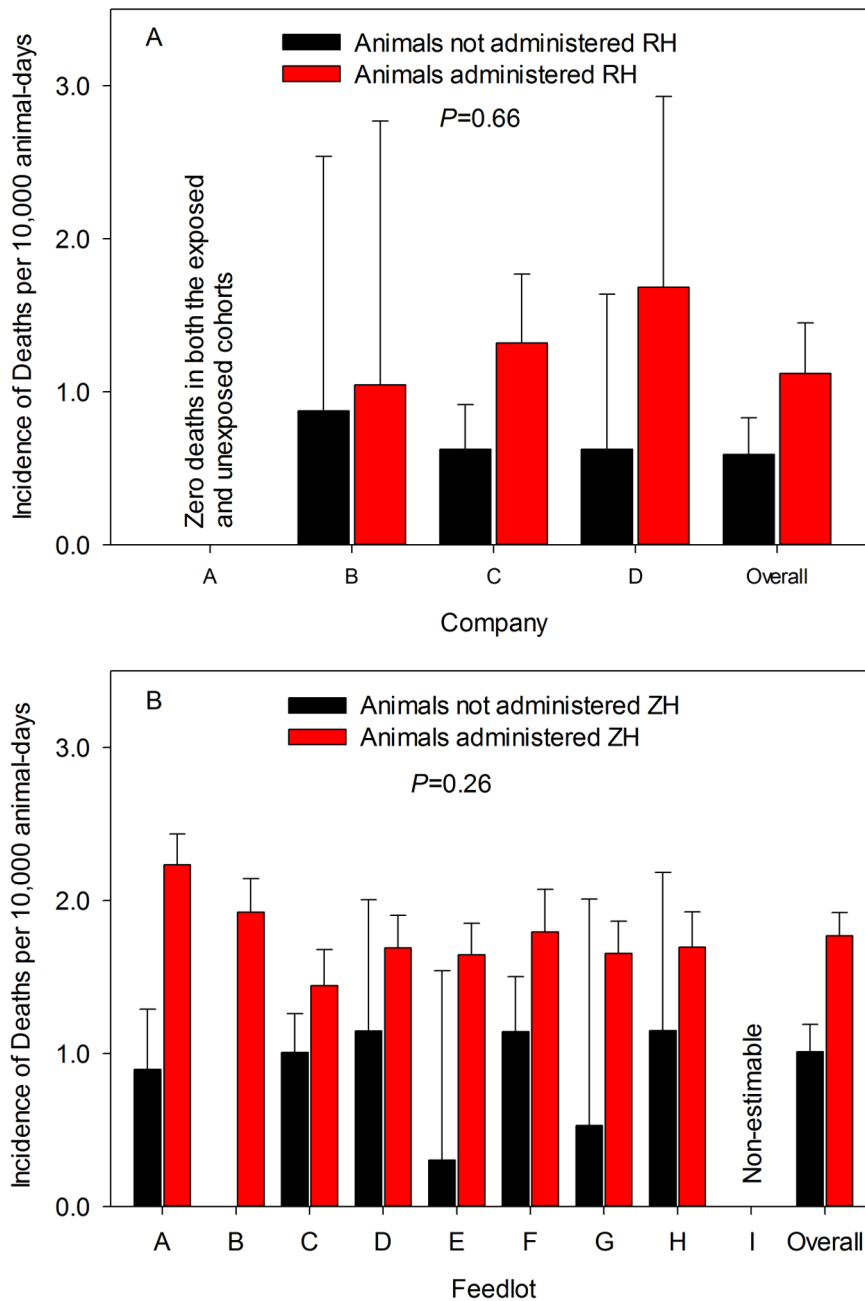 A
Animals not administered RH
Animals administered RH
P=0.66
Incidence of Deaths per 10,000 animal-days
3.0
2.0
1.0
0.0
Zero deaths in both the exposed
and unexposed cohorts
A B C D Overall
Company
B
Animals not administered ZH
Animals administered ZH
P=0.26
Incidence of Deaths per 10,000 animal-days
3.0
2.0
1.0
0.0
Non-estimable
A B C D E F G H I Overall
Feedlot